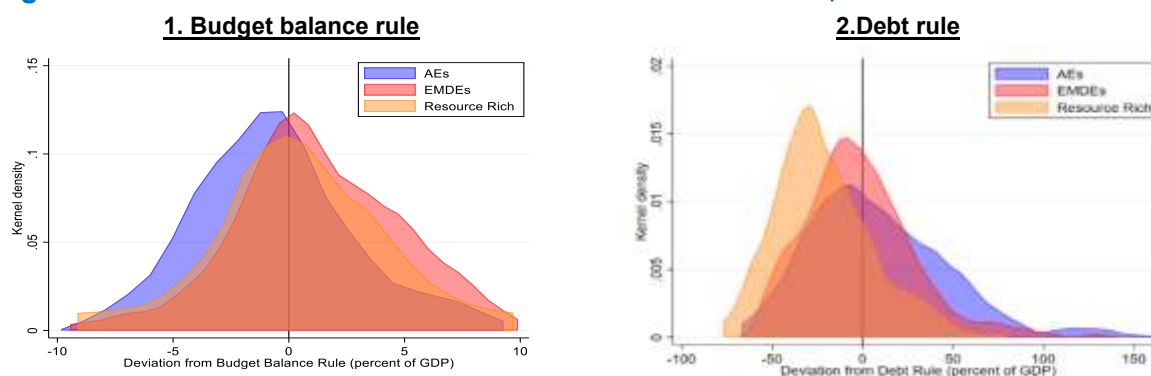 1. Budget balance rule
.15
.1
.05
0
Kernel density
AEs
EMDEs
Resource Rich
-10 -5 0 5 10
Deviation from Budget Balance Rule (percent of GDP)
2.Debt rule
.02
.015
.01
.005
0
Kernel density
AEs
EMDEs
Resource Rich
-100 -50 0 50 100 150
Deviation from Debt Rule (percent of GDP)